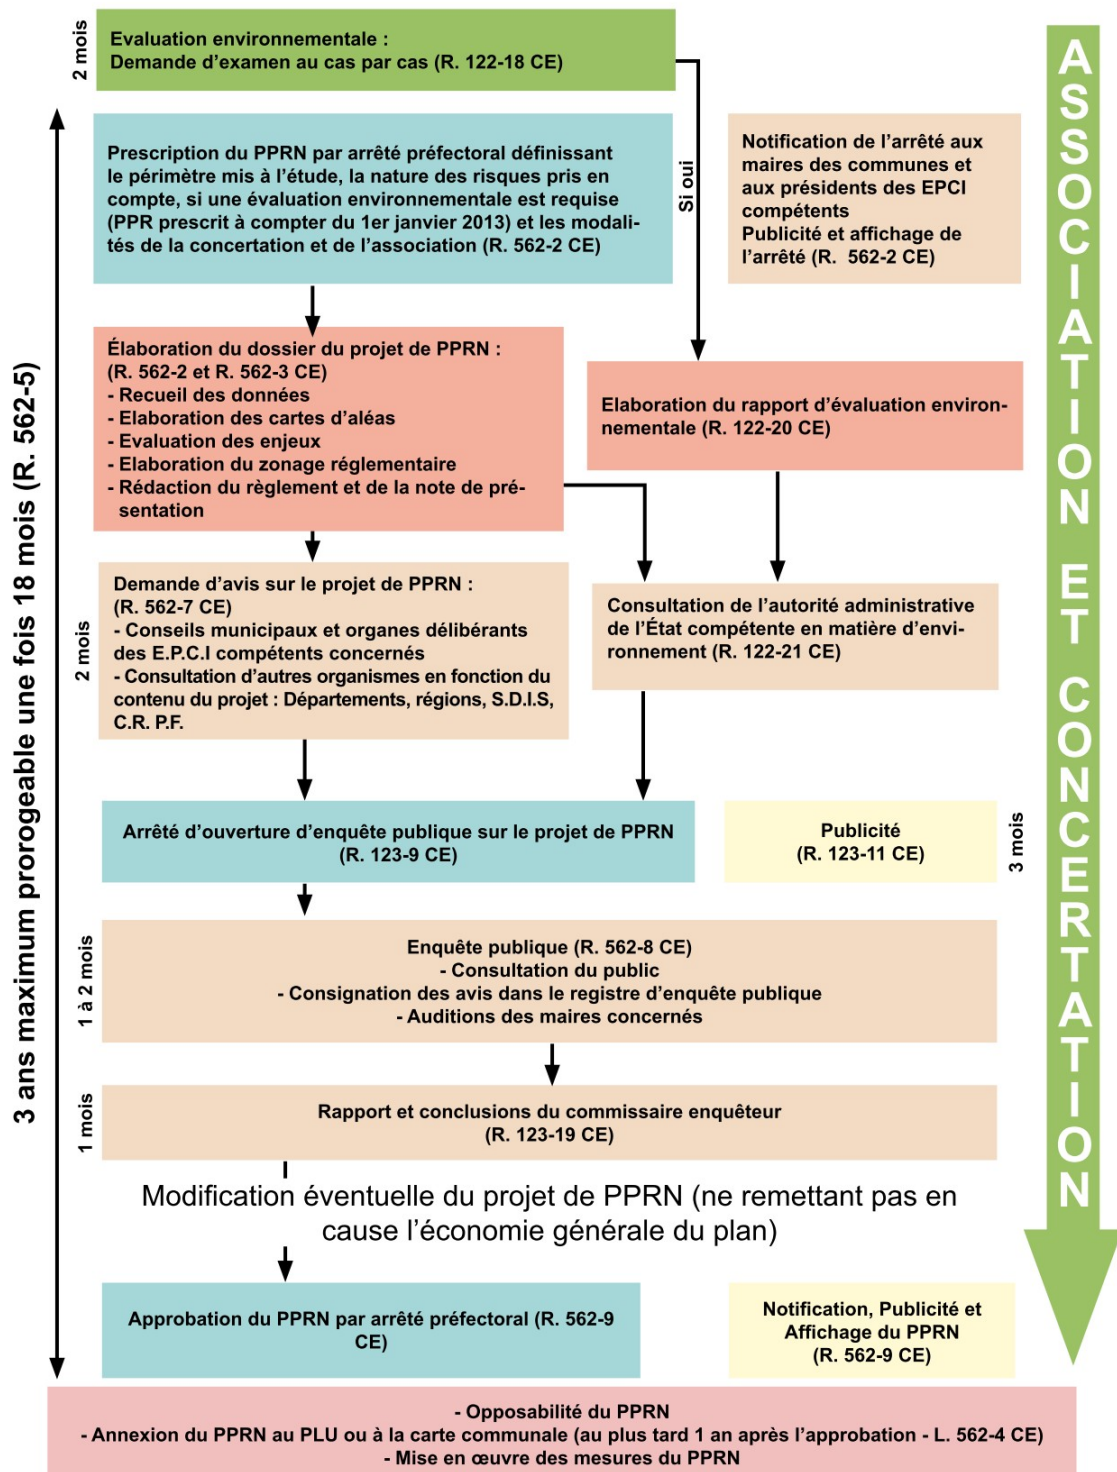 2 mois
Evaluation environnementale :
Demande d'examen au cas par cas (R. 122-18 CE)
3 ans maximum prorogeable une fois 18 mois (R. 562-5)
Prescription du PPRN par arrêté préfectoral définissant
le périmètre mis à l'étude, la nature des risques pris en
compte, si une évaluation environnementale est requise
(PPR prescrit à compter du 1er janvier 2013) et les modali-
tés de la concertation et de l'association (R. 562-2 CE)
Si oui
Notification de l'arrêté aux
maires des communes et
aux présidents des EPCI
compétents
Publicité et affichage de
l'arrêté (R. 562-2 CE)
Élaboration du dossier du projet de PPRN :
(R. 562-2 et R. 562-3 CE)
- Recueil des données
- Elaboration des cartes d'aléas
- Evaluation des enjeux
- Elaboration du zonage réglementaire
- Rédaction du règlement et de la note de pré-
sentation
Elaboration du rapport d'évaluation environ-
nementale (R. 122-20 CE)
2 mois
Demande d'avis sur le projet de PPRN :
(R. 562-7 CE)
- Conseils municipaux et organes délibérants
des E.P.C.I compétents concernés
- Consultation d'autres organismes en fonction du
contenu du projet : Départements, régions, S.D.I.S,
C.R. P.F.
Consultation de l'autorité administrative
de l'État compétente en matière d'envi-
ronnement (R. 122-21 CE)
Arrêté d'ouverture d'enquête publique sur le projet de PPRN
(R. 123-9 CE)
Publicité
(R. 123-11 CE)
3 mois
1 à 2 mois
Enquête publique (R. 562-8 CE)
- Consultation du public
- Consignation des avis dans le registre d'enquête publique
- Auditions des maires concernés
1 mois
Rapport et conclusions du commissaire enquêteur
(R. 123-19 CE)
Modification éventuelle du projet de PPRN (ne remettant pas en
cause l'économie générale du plan)
Approbation du PPRN par arrêté préfectoral (R. 562-9
CE)
Notification, Publicité et
Affichage du PPRN
(R. 562-9 CE)
ASSOCIATION ET CONCERTATION
- Opposabilité du PPRN
- Annexion du PPRN au PLU ou à la carte communale (au plus tard 1 an après l'approbation - L. 562-4 CE)
- Mise en œuvre des mesures du PPRN